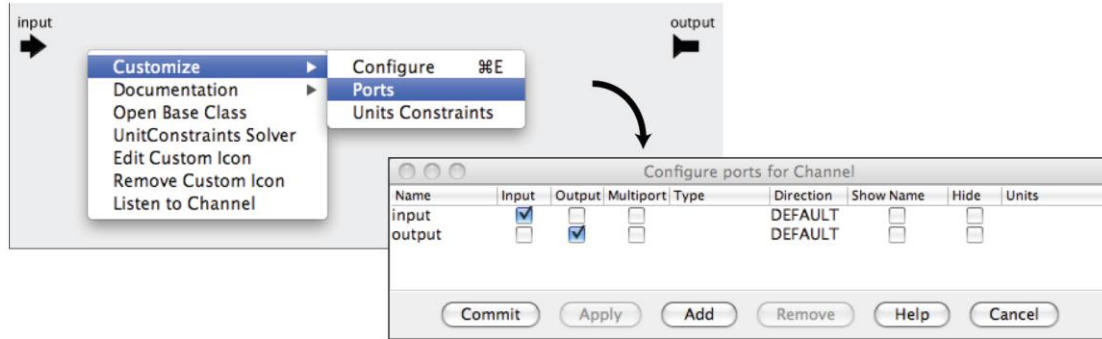 input
output
Customize
Configure ⌘E
Documentation
Ports
Open Base Class
Units Constraints
UnitConstraints Solver
Edit Custom Icon
Remove Custom Icon
Listen to Channel
Configure ports for Channel
Name Input Output Multiport Type Direction Show Name Hide Units
input DEFAULT
output DEFAULT
Commit Apply Add Remove Help Cancel